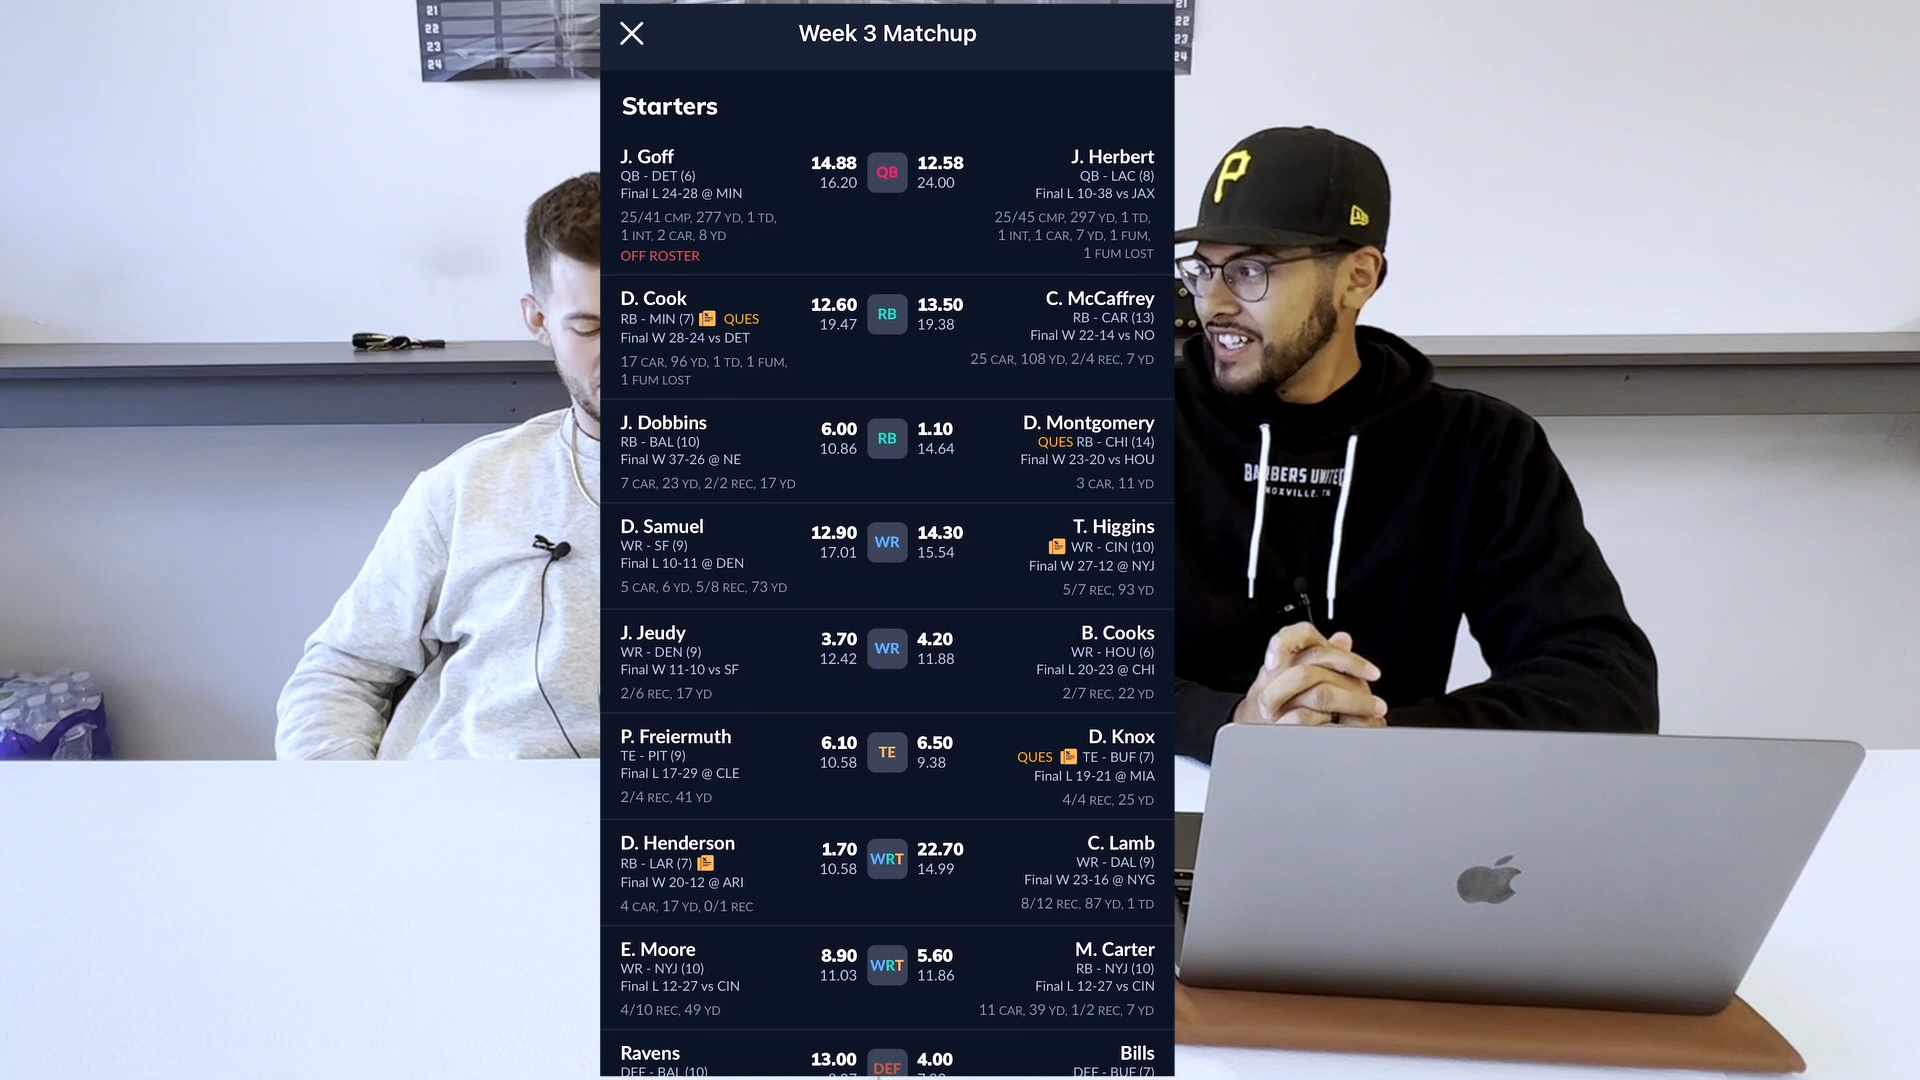 21
22
23
24
21
22
23
24
Week 3 Matchup
Starters
J. Goff 14.88 QB 12.58 J. Herbert
QB - DET (6) 16.20 24.00 QB - LAC (8)
Final L 24-28 @ MIN Final L 10-38 vs JAX
25/41 CMP, 277 YD, 1 TD, 25/45 CMP, 297 YD, 1 TD,
1 INT, 2 CAR, 8 YD 1 INT, 1 CAR, 7 YD, 1 FUM,
OFF ROSTER 1 FUM LOST
D. Cook 12.60 RB 13.50 C. McCaffrey
RB - MIN (7) QUES 19.47 19.38 RB - CAR (13)
Final W 28-24 vs DET Final W 22-14 vs NO
17 CAR, 96 YD, 1 TD, 1 FUM, 25 CAR, 108 YD, 2/4 REC, 7 YD
1 FUM LOST
J. Dobbins 6.00 RB 1.10 D. Montgomery
RB - BAL (10) 10.86 14.64 QUES RB - CHI (14)
Final W 37-26 @ NE Final W 23-20 vs HOU
7 CAR, 23 YD, 2/2 REC, 17 YD 3 CAR, 11 YD
D. Samuel 12.90 WR 14.30 T. Higgins
WR - SF (9) 17.01 15.54 WR - CIN (10)
Final L 10-11 @ DEN Final W 27-12 @ NYJ
5 CAR, 6 YD, 5/8 REC, 73 YD 5/7 REC, 93 YD
J. Jeudy 3.70 WR 4.20 B. Cooks
WR - DEN (9) 12.42 11.88 WR - HOU (6)
Final W 11-10 vs SF Final L 20-23 @ CHI
2/6 REC, 17 YD 2/7 REC, 22 YD
P. Freiermuth 6.10 TE 6.50 D. Knox
TE - PIT (9) 10.58 9.38 QUES TE - BUF (7)
Final L 17-29 @ CLE Final L 19-21 @ MIA
2/4 REC, 41 YD 4/4 REC, 25 YD
D. Henderson 1.70 WRT 22.70 C. Lamb
RB - LAR (7) 10.58 14.99 WR - DAL (9)
Final W 20-12 @ ARI Final W 23-16 @ NYG
4 CAR, 17 YD, 0/1 REC 8/12 REC, 87 YD, 1 TD
E. Moore 8.90 WRT 5.60 M. Carter
WR - NYJ (10) 11.03 11.86 RB - NYJ (10)
Final L 12-27 vs CIN Final L 12-27 vs CIN
4/10 REC, 49 YD 11 CAR, 39 YD, 1/2 REC, 7 YD
Ravens 13.00 DEF 4.00 Bills
DEF - BAL (10) DEF - BUF (7)
P
BARBERS UNITED
KNOXVILLE, TN